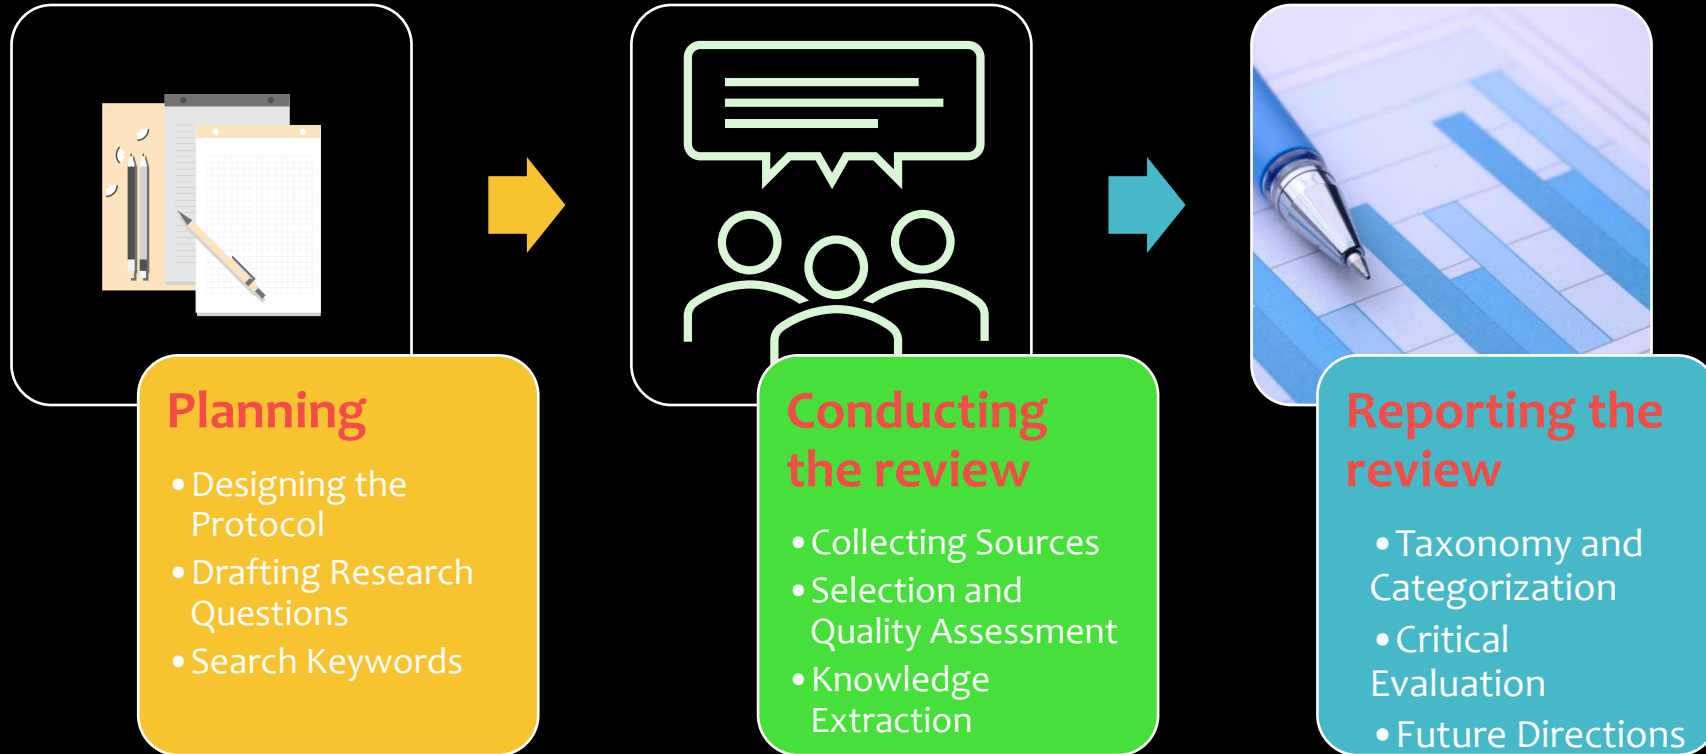 Planning
•Designing the
Protocol
•Drafting Research
Questions
•Search Keywords
Conducting
the review
•Collecting Sources
•Selection and
Quality Assessment
•Knowledge
Extraction
Reporting the
review
•Taxonomy and
Categorization
•Critical
Evaluation
•Future Directions